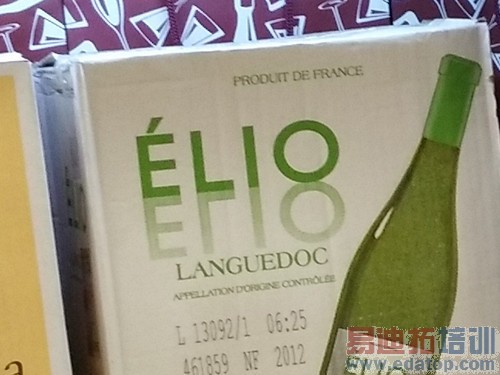 PRODUIT DE FRANCE
ÉLIO
LANGUEDOC
APPELLATION D'ORIGINE CONTRÔLÉE
L 13092/1 06:25
461859 NF 2012
a
易迪拓培训
www.edatop.com